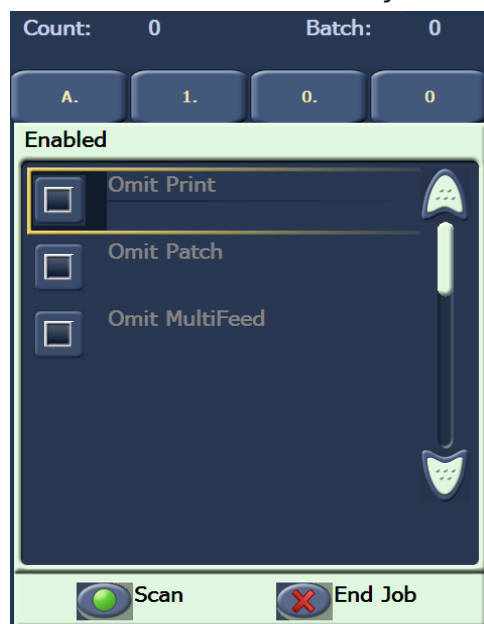 Count: 0 Batch: 0
A. 1. 0. 0
Enabled
Omit Print
Omit Patch
Omit MultiFeed
Scan End Job